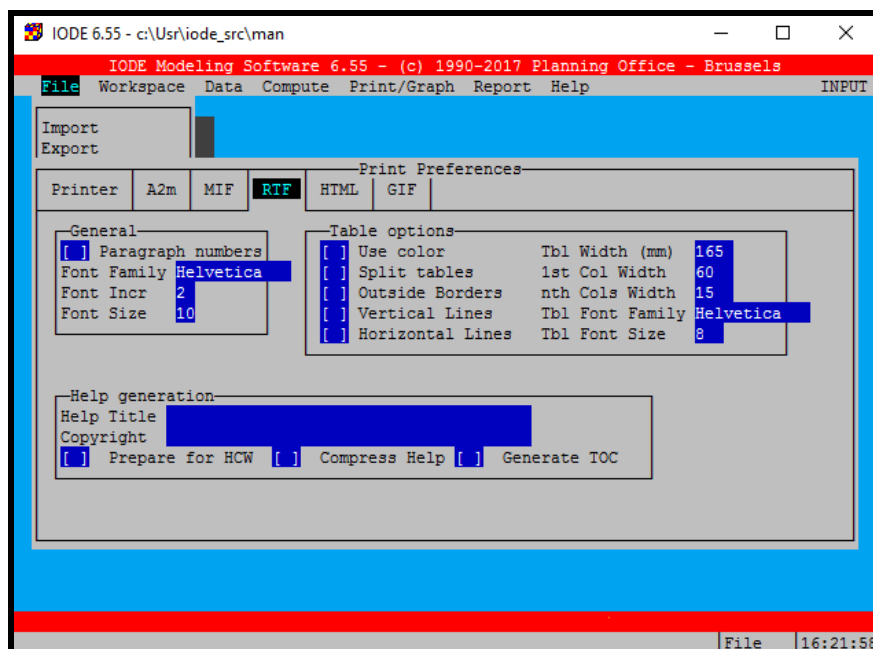 IODE 6.55 - c:\Usr\iode_src\man
IODE Modeling Software 6.55 - (c) 1990-2017 Planning Office - Brussels
File Workspace Data Compute Print/Graph Report Help INPUT
Import
Export
Print Preferences
Printer A2m MIF RTF HTML GIF
General Table options
[ ] Paragraph numbers [ ] Use color Tbl Width (mm) 165
Font Family Helvetica [ ] Split tables 1st Col Width 60
Font Incr 2 [ ] Outside Borders nth Cols Width 15
Font Size 10 [ ] Vertical Lines Tbl Font Family Helvetica
[ ] Horizontal Lines Tbl Font Size 8
Help generation
Help Title
Copyright
[ ] Prepare for HCW [ ] Compress Help [ ] Generate TOC
File 16:21:58